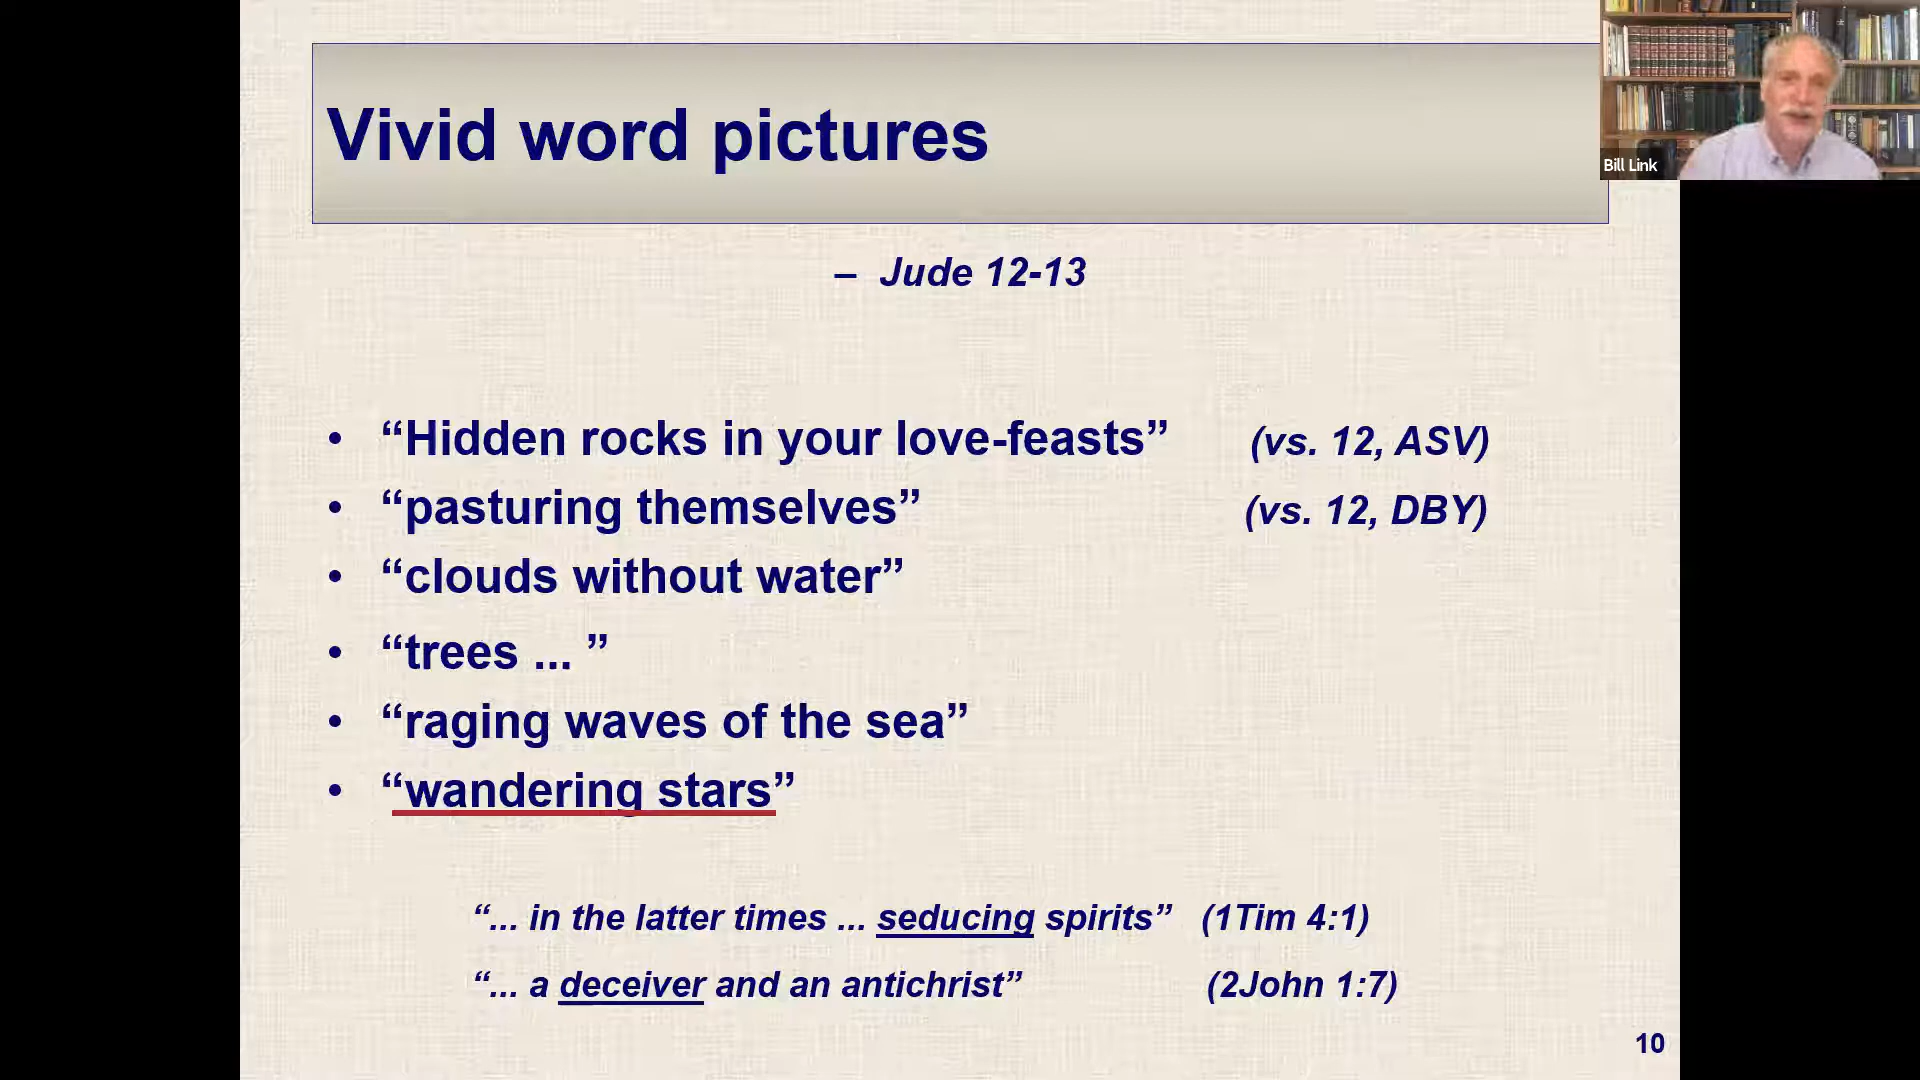 Vivid word pictures
Bill Link
– Jude 12-13
• “Hidden rocks in your love-feasts” (vs. 12, ASV)
• “pasturing themselves” (vs. 12, DBY)
• “clouds without water”
• “trees ... ”
• “raging waves of the sea”
• “wandering stars”
“... in the latter times ... seducing spirits” (1Tim 4:1)
“... a deceiver and an antichrist” (2John 1:7)
10